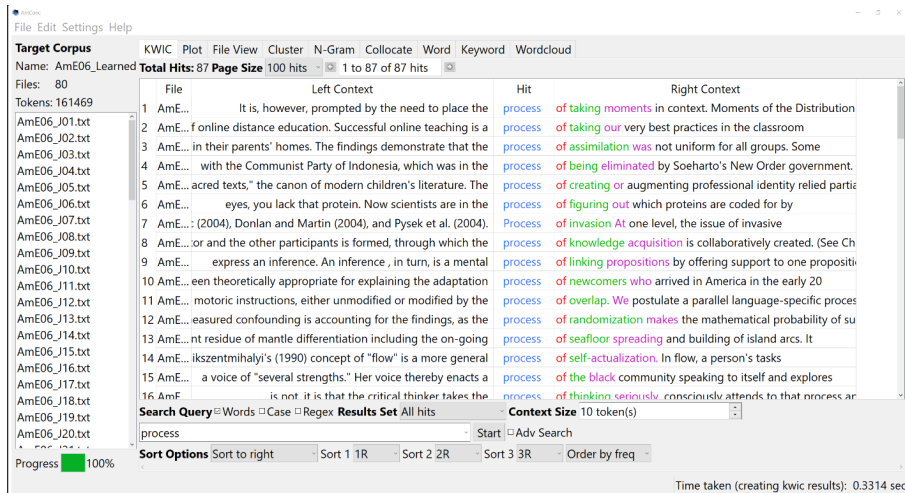 AntConc
File Edit Settings Help
Target Corpus
Name: AmE06_Learned
Files: 80
Tokens: 161469
AmE06_J01.txt
AmE06_J02.txt
AmE06_J03.txt
AmE06_J04.txt
AmE06_J05.txt
AmE06_J06.txt
AmE06_J07.txt
AmE06_J08.txt
AmE06_J09.txt
AmE06_J10.txt
AmE06_J11.txt
AmE06_J12.txt
AmE06_J13.txt
AmE06_J14.txt
AmE06_J15.txt
AmE06_J16.txt
AmE06_J17.txt
AmE06_J18.txt
AmE06_J19.txt
AmE06_J20.txt
Progress 100%
KWIC Plot File View Cluster N-Gram Collocate Word Keyword Wordcloud
Total Hits: 87 Page Size 100 hits 1 to 87 of 87 hits
File Left Context Hit Right Context
1 AmE... It is, however, prompted by the need to place the process of taking moments in context. Moments of the Distribution
2 AmE... f online distance education. Successful online teaching is a process of taking our very best practices in the classroom
3 AmE... in their parents' homes. The findings demonstrate that the process of assimilation was not uniform for all groups. Some
4 AmE... with the Communist Party of Indonesia, which was in the process of being eliminated by Soeharto's New Order government.
5 AmE... acred texts," the canon of modern children's literature. The process of creating or augmenting professional identity relied partia
6 AmE... eyes, you lack that protein. Now scientists are in the process of figuring out which proteins are coded for by
7 AmE... : (2004), Donlan and Martin (2004), and Pysek et al. (2004). Process of invasion At one level, the issue of invasive
8 AmE... :or and the other participants is formed, through which the process of knowledge acquisition is collaboratively created. (See Ch
9 AmE... express an inference. An inference , in turn, is a mental process of linking propositions by offering support to one propositi
10 AmE... een theoretically appropriate for explaining the adaptation process of newcomers who arrived in America in the early 20
11 AmE... motoric instructions, either unmodified or modified by the process of overlap. We postulate a parallel language-specific proces
12 AmE... easured confounding is accounting for the findings, as the process of randomization makes the mathematical probability of su
13 AmE... nt residue of mantle differentiation including the on-going process of seafloor spreading and building of island arcs. It
14 AmE... ikszentmihalyi's (1990) concept of "flow" is a more general process of self-actualization. In flow, a person's tasks
15 AmE... a voice of "several strengths." Her voice thereby enacts a process of the black community speaking to itself and explores
16 AmE... is not, it is that the critical thinker takes the process of thinking seriously, consciously attends to that process ar
Search Query Words Case Regex Results Set All hits Context Size 10 token(s)
process Start Adv Search
Sort Options Sort to right Sort 1 1R Sort 2 2R Sort 3 3R Order by freq
Time taken (creating kwic results): 0.3314 sec